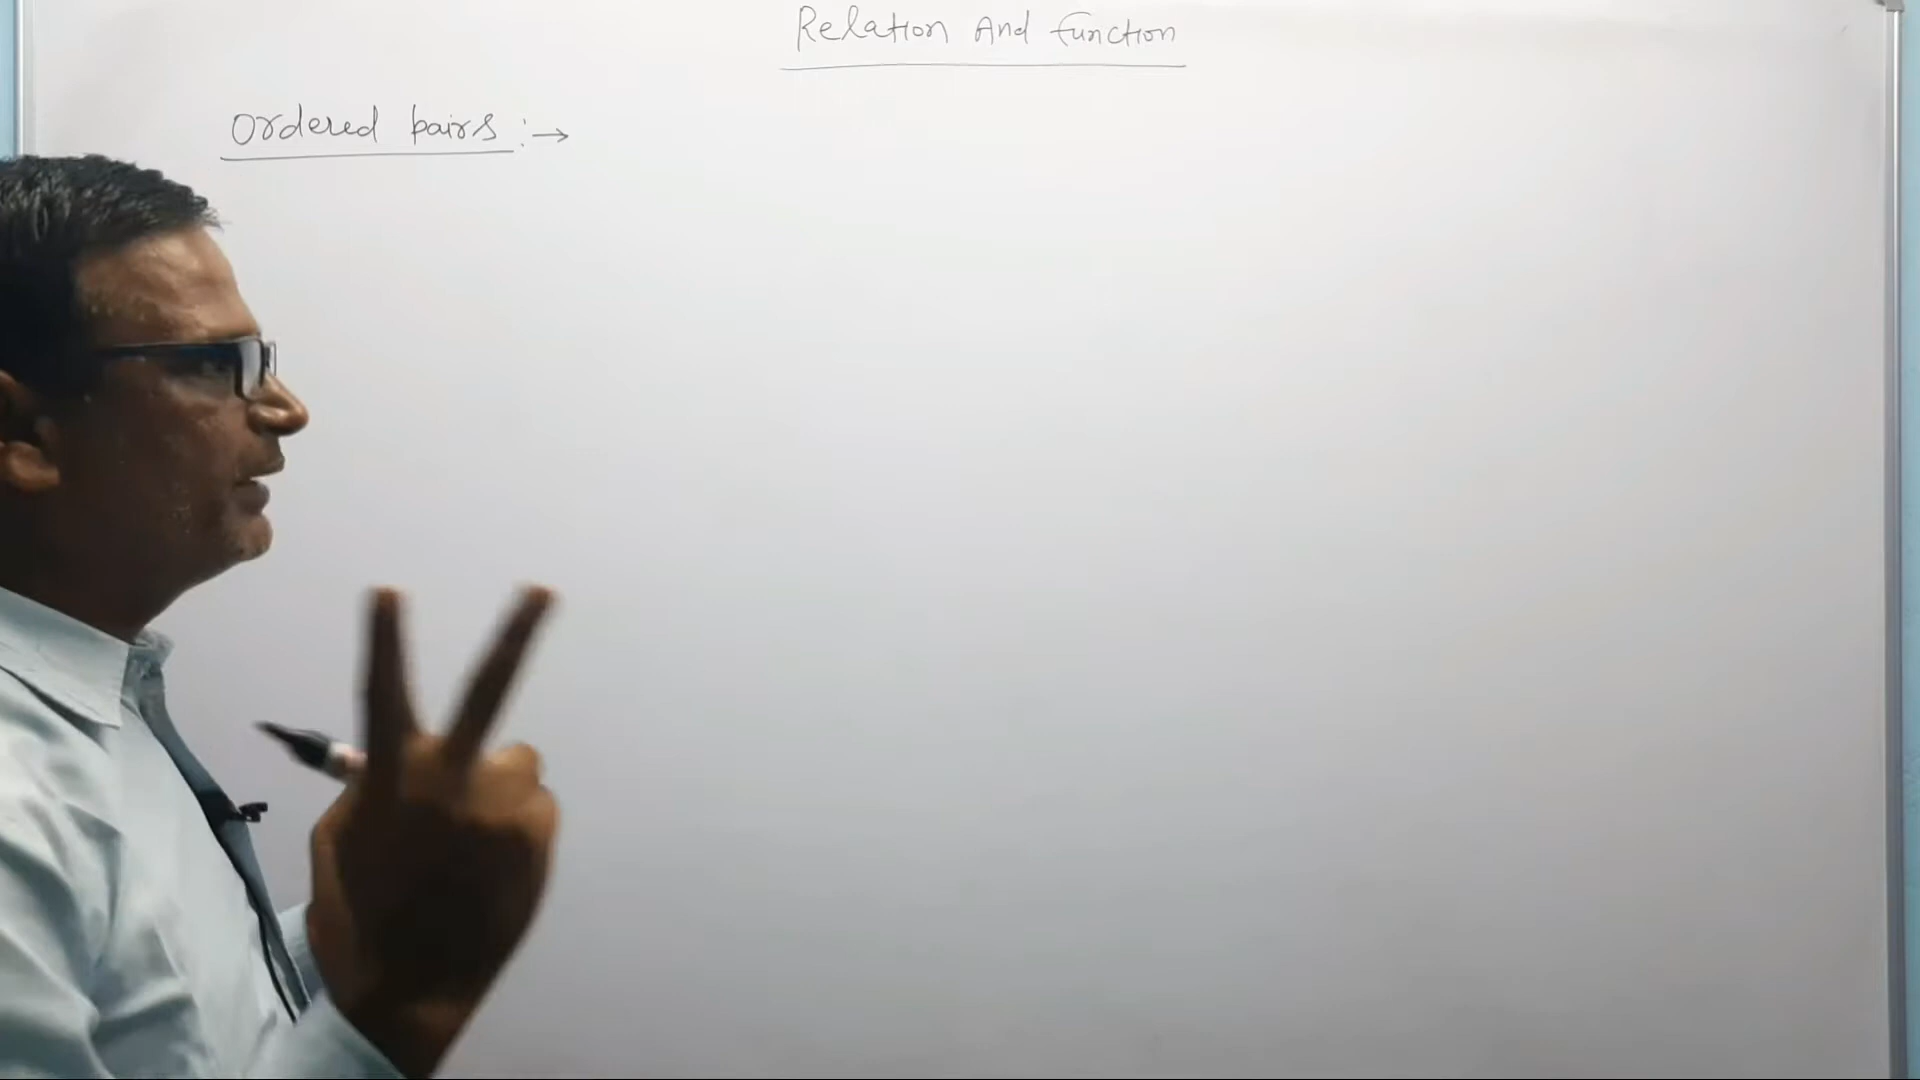 Relation And function
Ordered pairs :→